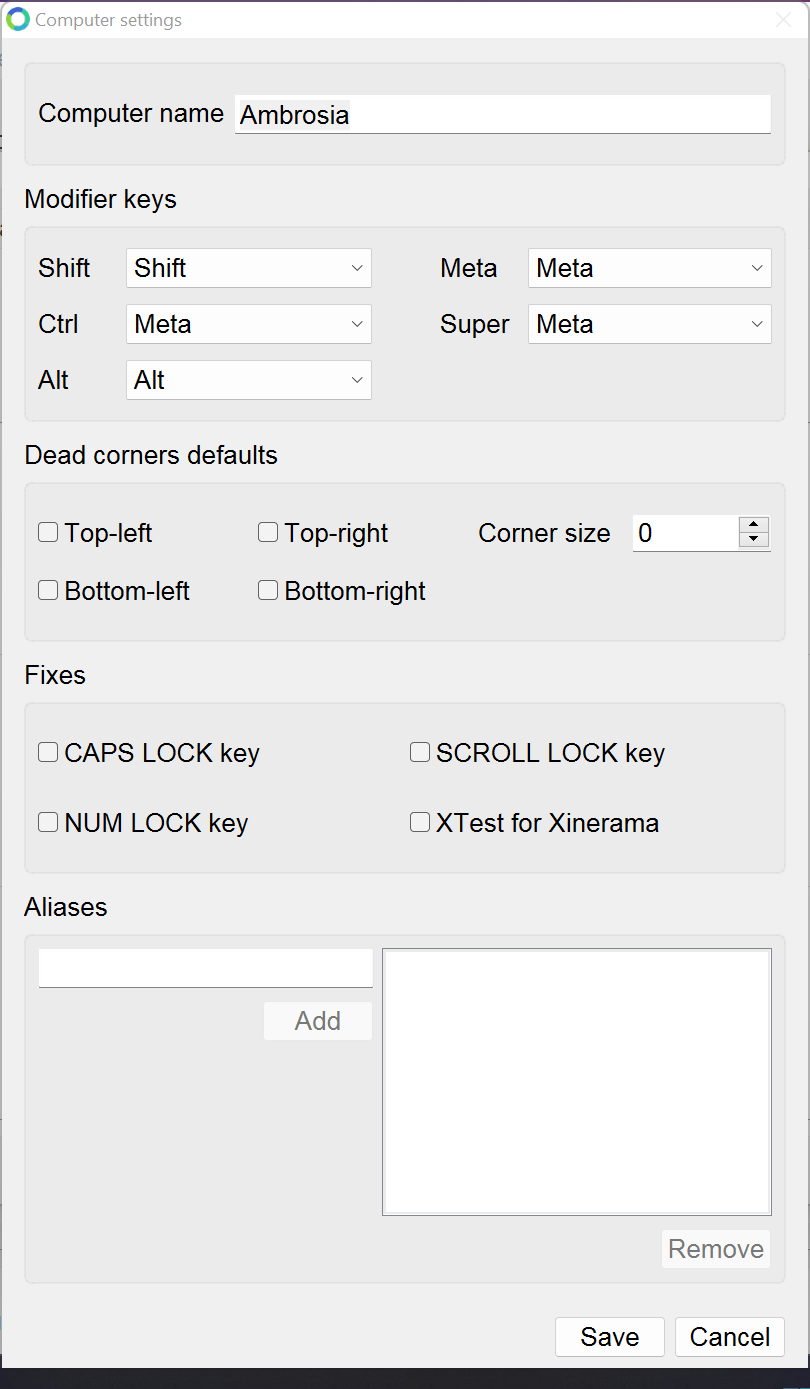 Computer settings
Computer name Ambrosia
Modifier keys
Shift Shift Meta Meta
Ctrl Meta Super Meta
Alt Alt
Dead corners defaults
Top-left Top-right Corner size 0
Bottom-left Bottom-right
Fixes
CAPS LOCK key SCROLL LOCK key
NUM LOCK key XTest for Xinerama
Aliases
Add
Remove
Save Cancel